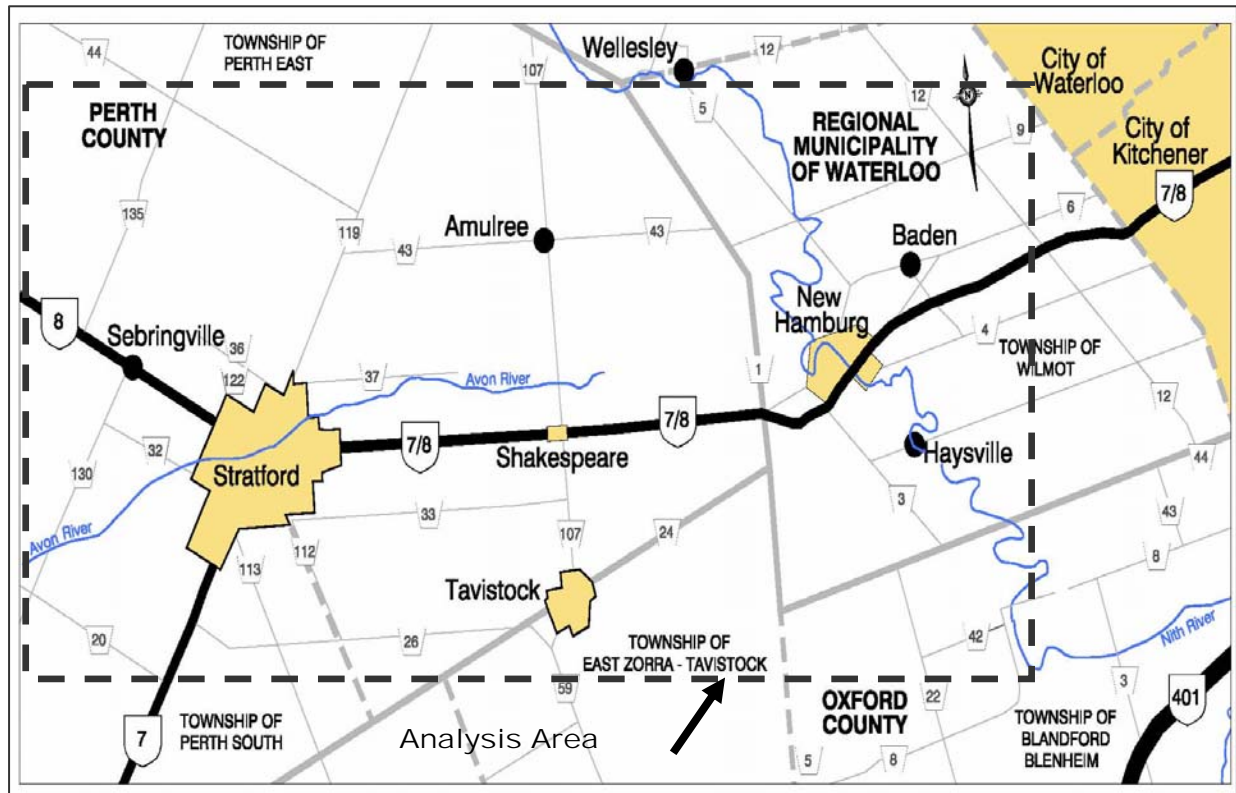 44
TOWNSHIP OF
PERTH EAST
107
Wellesley
12
City of
Waterloo
PERTH
COUNTY
5
12
REGIONAL
MUNICIPALITY
OF WATERLOO
N
9
City of
Kitchener
7/8
135
119
43
Amulree
43
6
Baden
8
Sebringville
36
122
37
Avon River
1
New
Hamburg
4
TOWNSHIP OF
WILMOT
12
32
130
Stratford
7/8
Shakespeare
7/8
Haysville
44
Avon River
33
107
24
3
43
113
112
Tavistock
8
20
26
42
Nith River
TOWNSHIP OF
EAST ZORRA - TAVISTOCK
59
22
3
7
TOWNSHIP OF
PERTH SOUTH
Analysis Area
OXFORD
COUNTY
5
8
TOWNSHIP OF
BLANDFORD
BLENHEIM
401